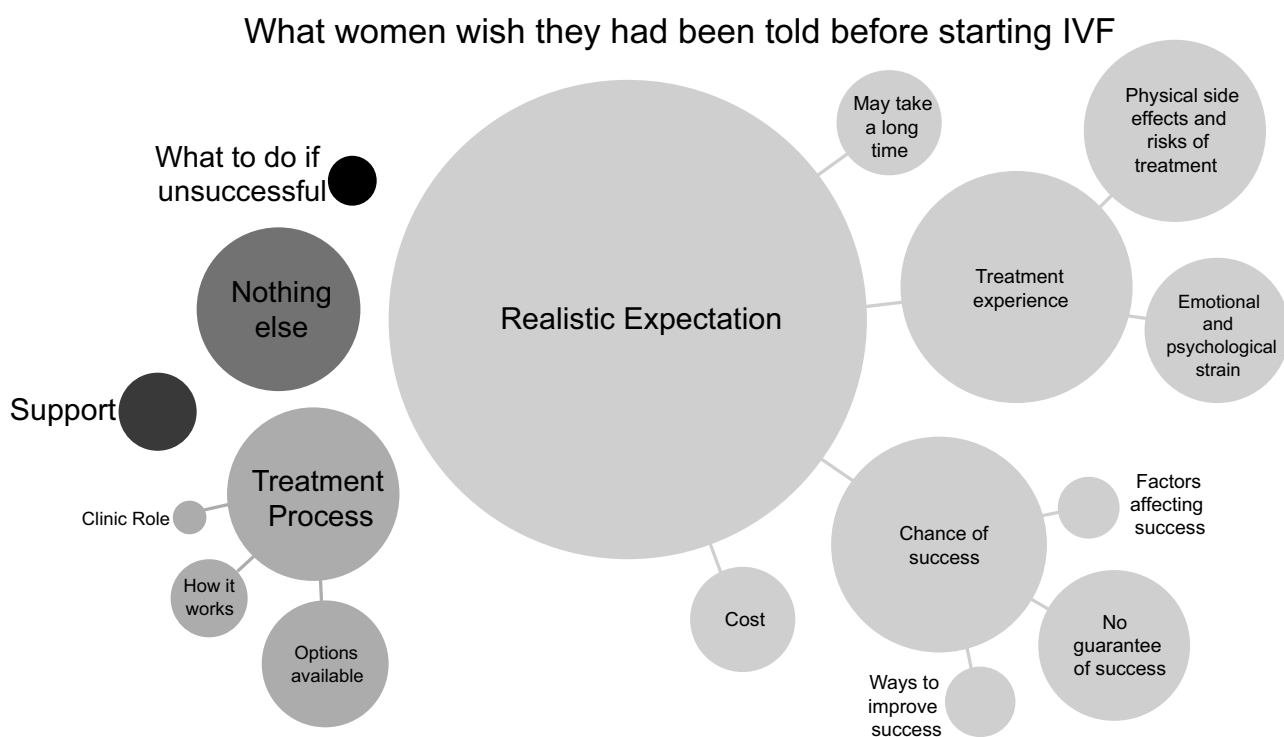 What women wish they had been told before starting IVF
What to do if
unsuccessful
Nothing
else
Support
Treatment
Process
Clinic Role
How it
works
Options
available
Realistic Expectation
May take
a long
time
Treatment
experience
Physical side
effects and
risks of
treatment
Emotional
and
psychological
strain
Chance of
success
Factors
affecting
success
No
guarantee
of success
Ways to
improve
success
Cost